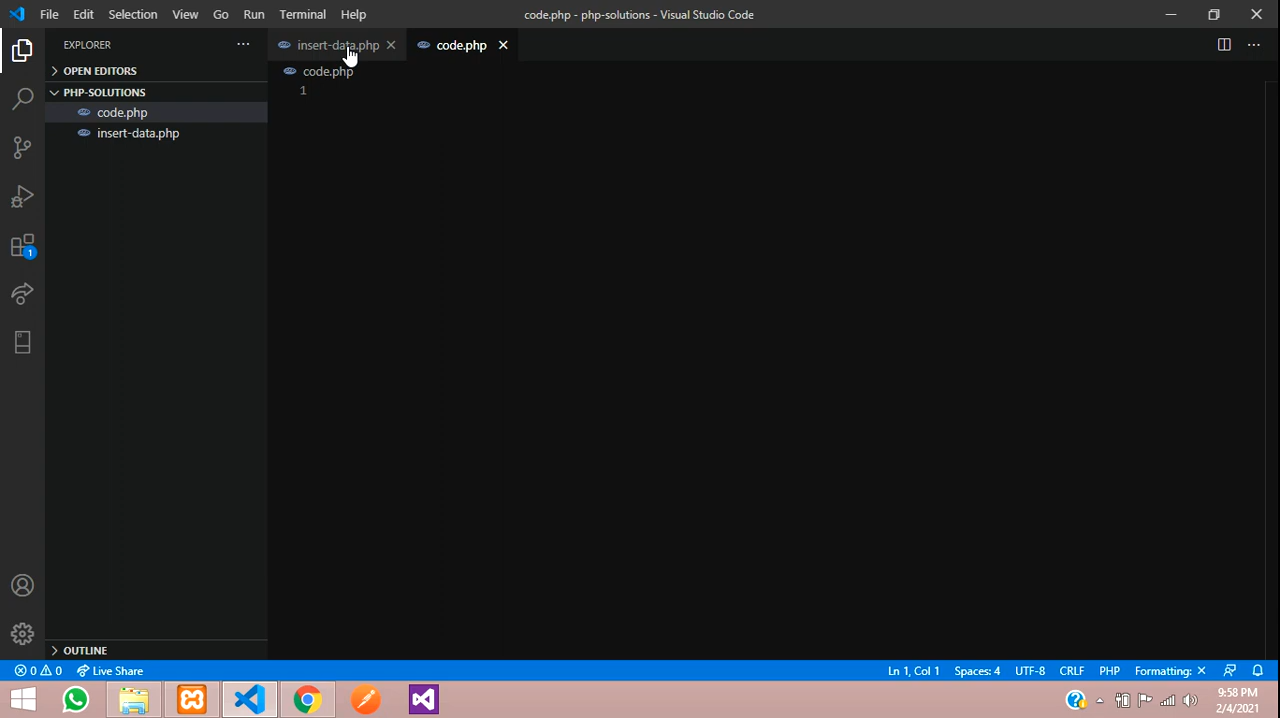 File Edit Selection View Go Run Terminal Help
code.php - php-solutions - Visual Studio Code
EXPLORER
insert-data.php
code.php
OPEN EDITORS
code.php
PHP-SOLUTIONS
1
code.php
insert-data.php
1
OUTLINE
0 0 Live Share
Ln 1, Col 1 Spaces: 4 UTF-8 CRLF PHP Formatting: ×
9:58 PM
2/4/2021